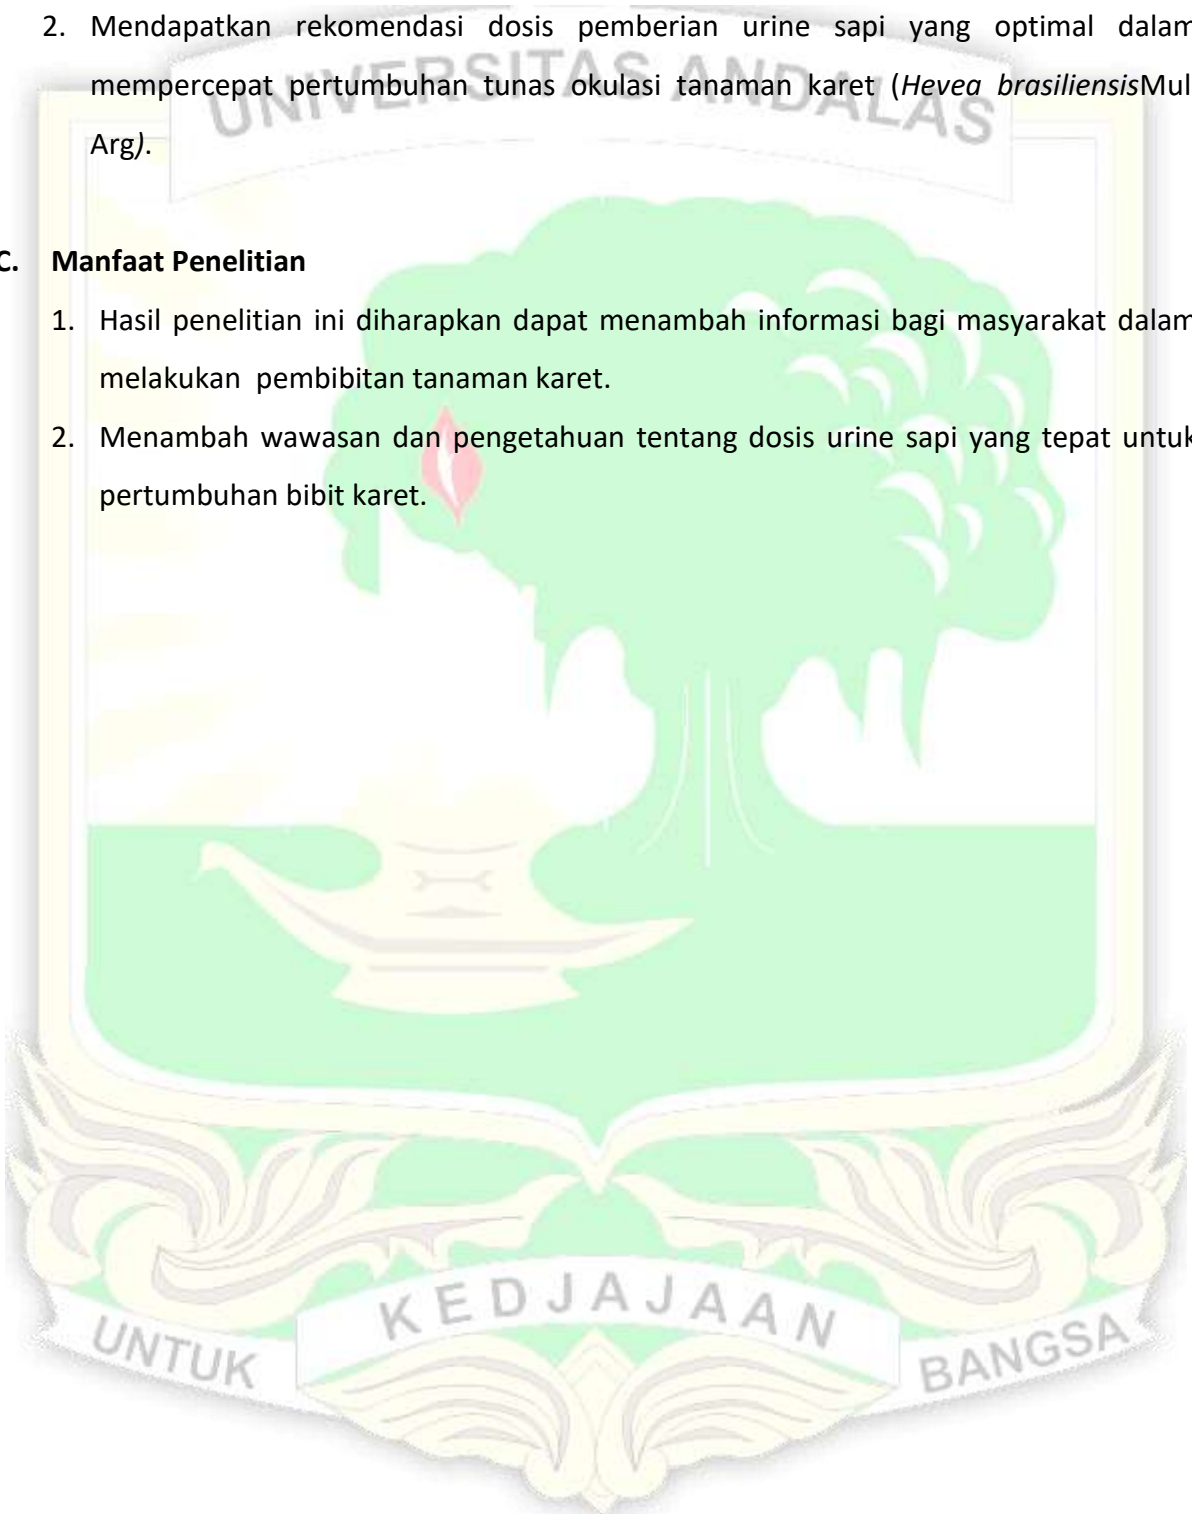 2. Mendapatkan rekomendasi dosis pemberian urine sapi yang optimal dalam
UNIVERSITAS ANDALAS
mempercepat pertumbuhan tunas okulasi tanaman karet (Hevea brasiliensisMul
Arg).
C. Manfaat Penelitian
1. Hasil penelitian ini diharapkan dapat menambah informasi bagi masyarakat dalam
melakukan pembibitan tanaman karet.
2. Menambah wawasan dan pengetahuan tentang dosis urine sapi yang tepat untuk
pertumbuhan bibit karet.
UNTUK KEDJAJAAN BANGSA